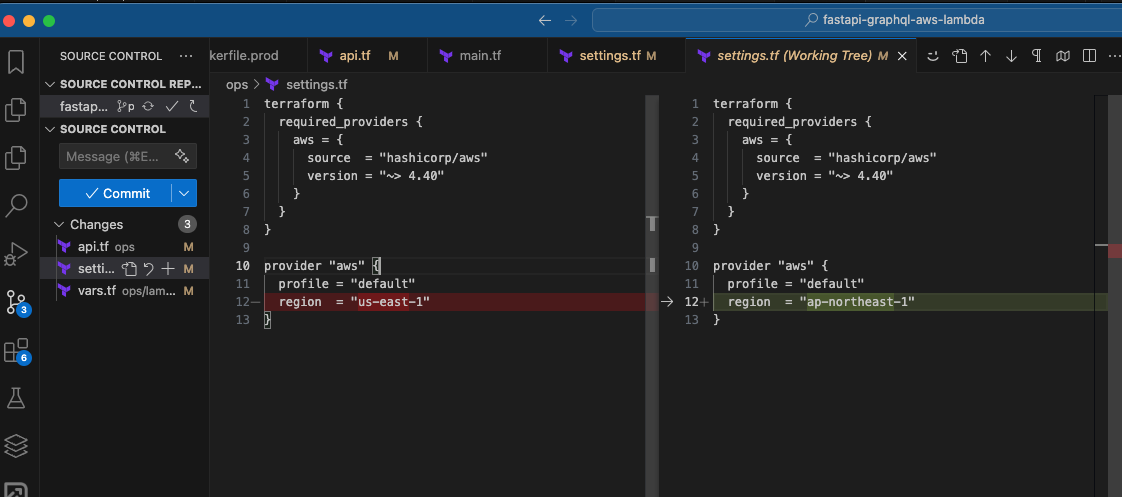 fastapi-graphql-aws-lambda
SOURCE CONTROL ···
kerfile.prod
api.tf M
main.tf
settings.tf M
settings.tf (Working Tree) M
SOURCE CONTROL REP...
fastap... p
SOURCE CONTROL
Message (⌘E...
Commit
Changes 3
api.tf ops M
setti... M
vars.tf ops/lam... M
3
6
ops > settings.tf
1 terraform {
2 required_providers {
3 aws = {
4 source = "hashicorp/aws"
5 version = "~> 4.40"
6 }
7 }
8 }
9
10 provider "aws" {
11 profile = "default"
12− region = "us-east-1"
13 }
1 terraform {
2 required_providers {
3 aws = {
4 source = "hashicorp/aws"
5 version = "~> 4.40"
6 }
7 }
8 }
9
10 provider "aws" {
11 profile = "default"
12+ region = "ap-northeast-1"
13 }